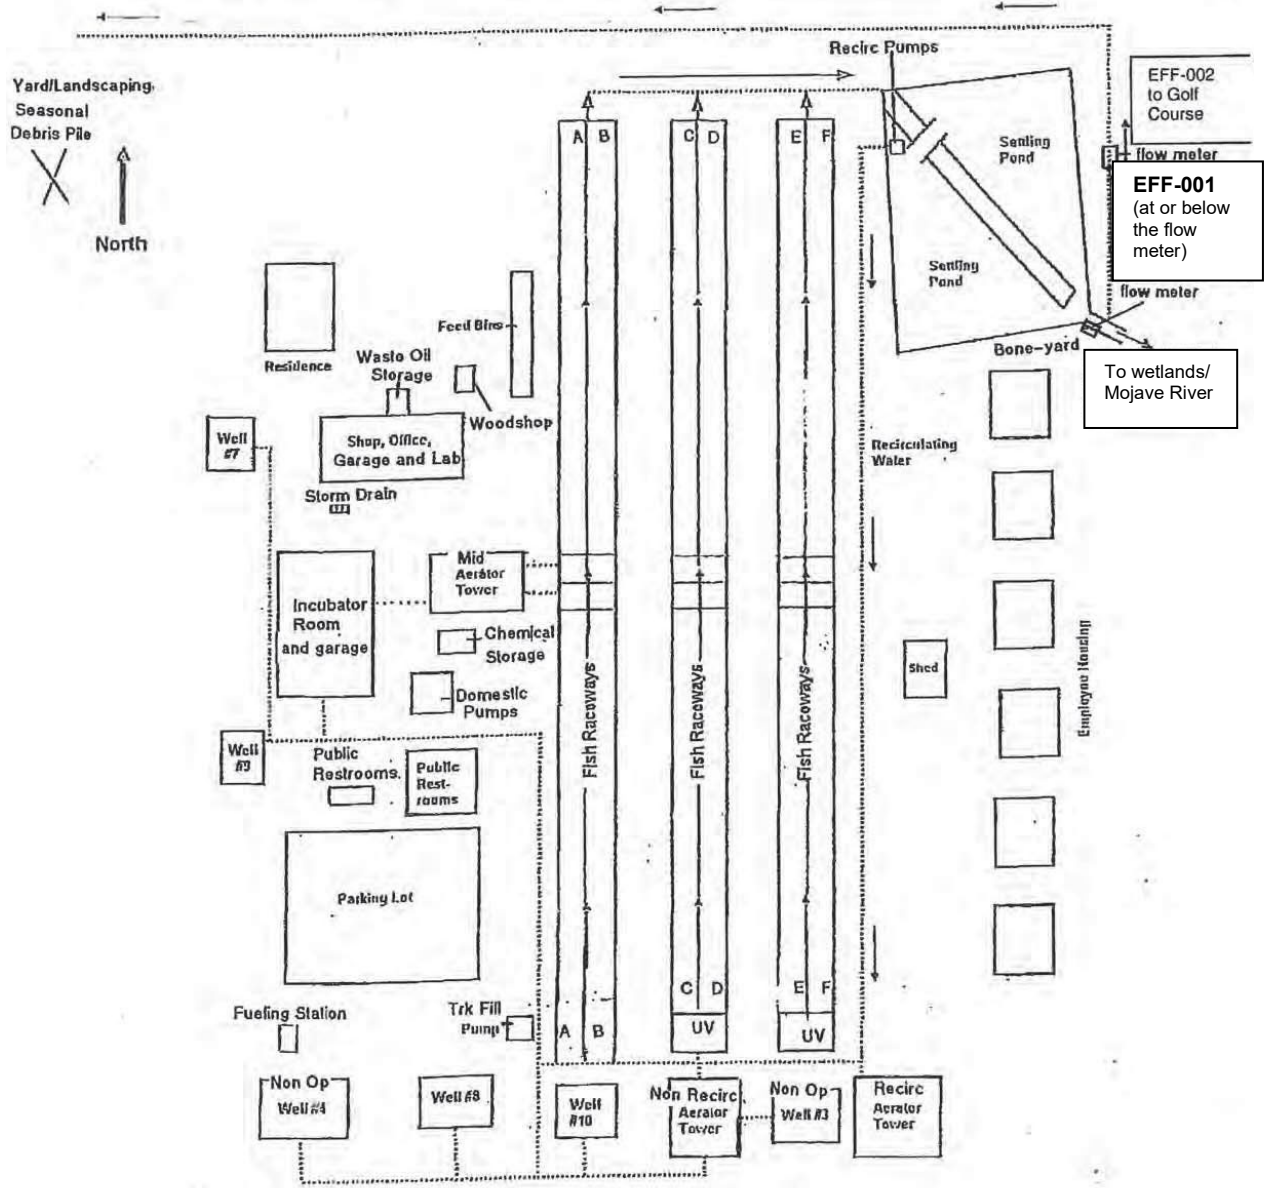 Recirc Pumps
EFF-002
to Golf
Course
flow meter
EFF-001
(at or below
the flow
meter)
flow meter
Yard/Landscaping,
Seasonal
Debris Pile
North
A B
C D
E F
Settling
Pond
Settling
Pond
Bone-yard
To wetlands/
Mojave River
Residence
Feed Bins
Waste Oil
Storage
Woodshop
Well
#7
Shop, Office,
Garage and Lab
Storm Drain
Recirculating
Water
Mid
Aerator
Tower
Incubator
Room
and garage
Chemical
Storage
Domestic
Pumps
Shed
Employee Housing
Fish Raceways
Fish Raceways
Fish Raceways
Well
Public
Restrooms.
Public
Rest-
rooms
Parking Lot
C D
E F
Fueling Station
Trk Fill
Pump
A B
UV
UV
Non Op
Well #4
Well #8
Well
#10
Non Recirc
Aerator
Tower
Non Op
Well #3
Recirc
Aerator
Tower